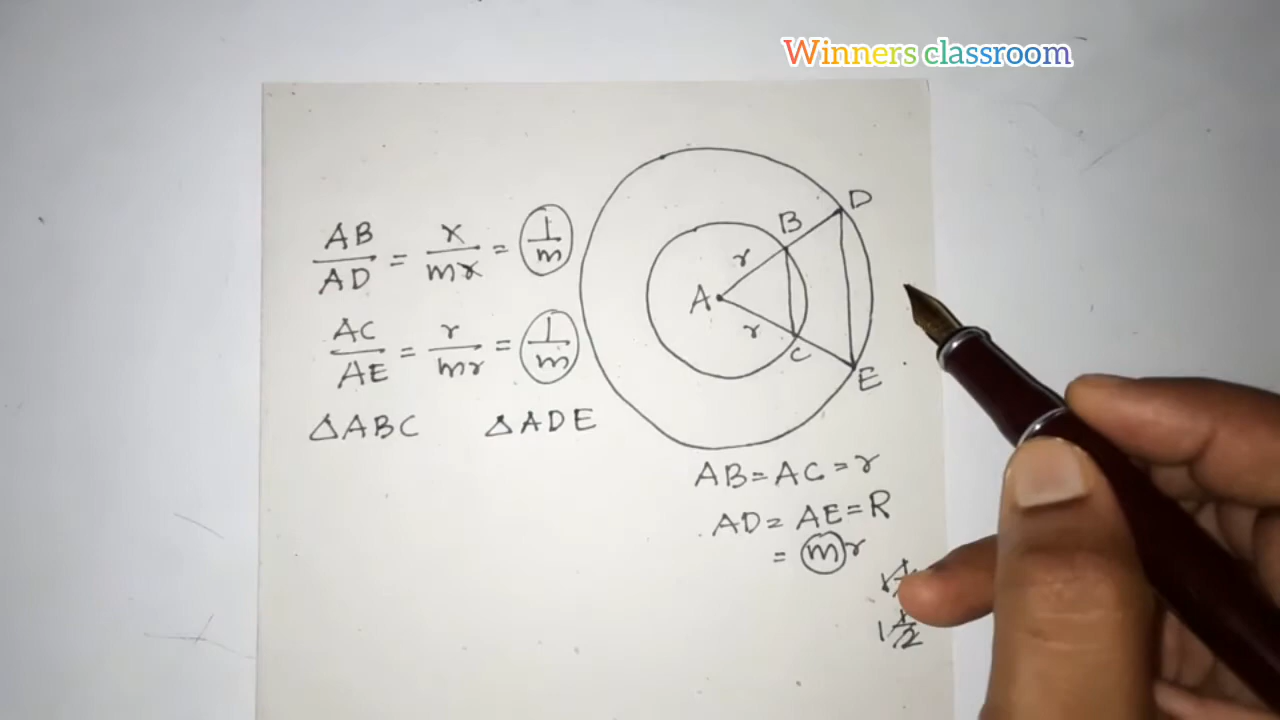 Winners classroom
AB/AD = r/mr = 1/m
AC/AE = r/mr = 1/m
△ABC △ADE
D
B
r
A
r
C
E
AB = AC = r
AD = AE = R
= mr
1 1/2